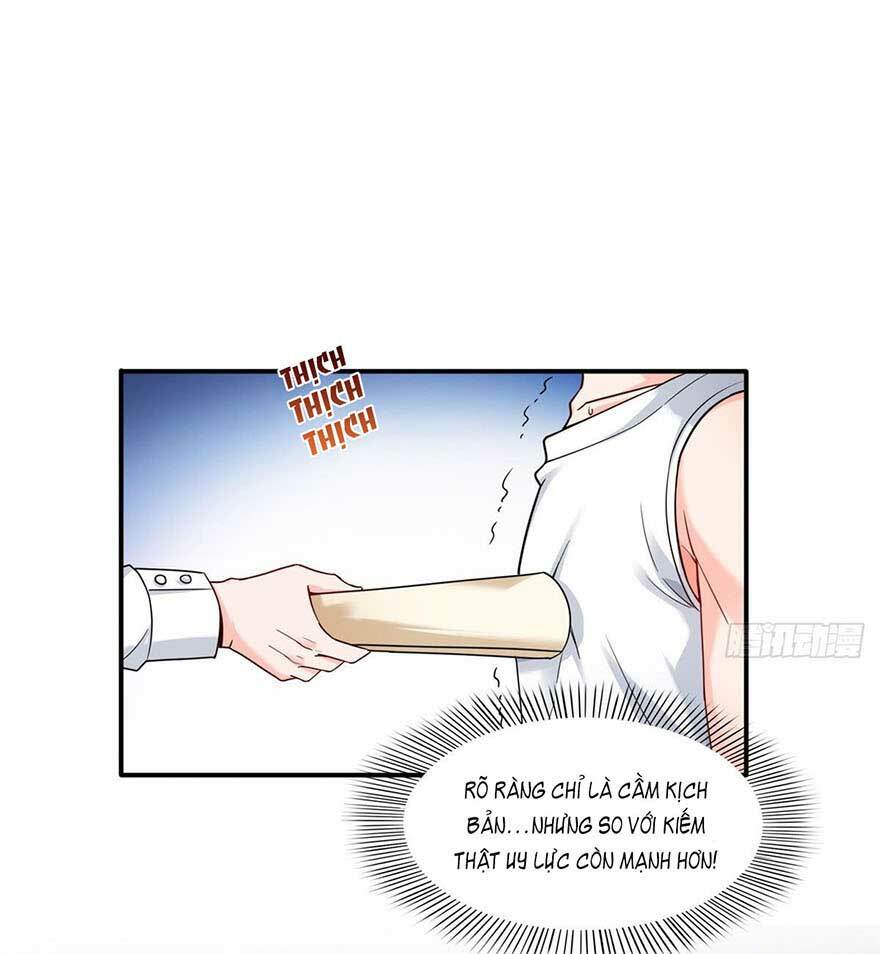 THỊCH
THỊCH
THỊCH
腾讯动漫
RÕ RÀNG CHỈ LÀ CẦM KỊCH
BẢN...NHƯNG SO VỚI KIẾM
THẬT UY LỰC CÒN MẠNH HƠN!